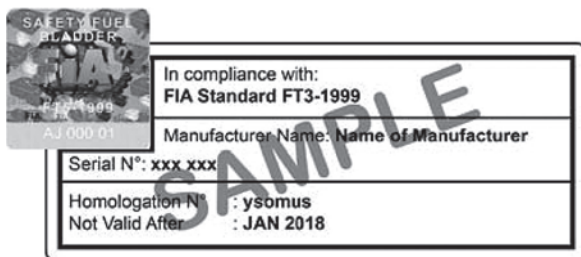 SAFETY FUEL
BLADDER
FIA
FT5-1999
AJ 000 01
In compliance with:
FIA Standard FT3-1999
Manufacturer Name: Name of Manufacturer
Serial N°: xxx xxx
Homologation N° : ysomus
Not Valid After : JAN 2018
SAMPLE